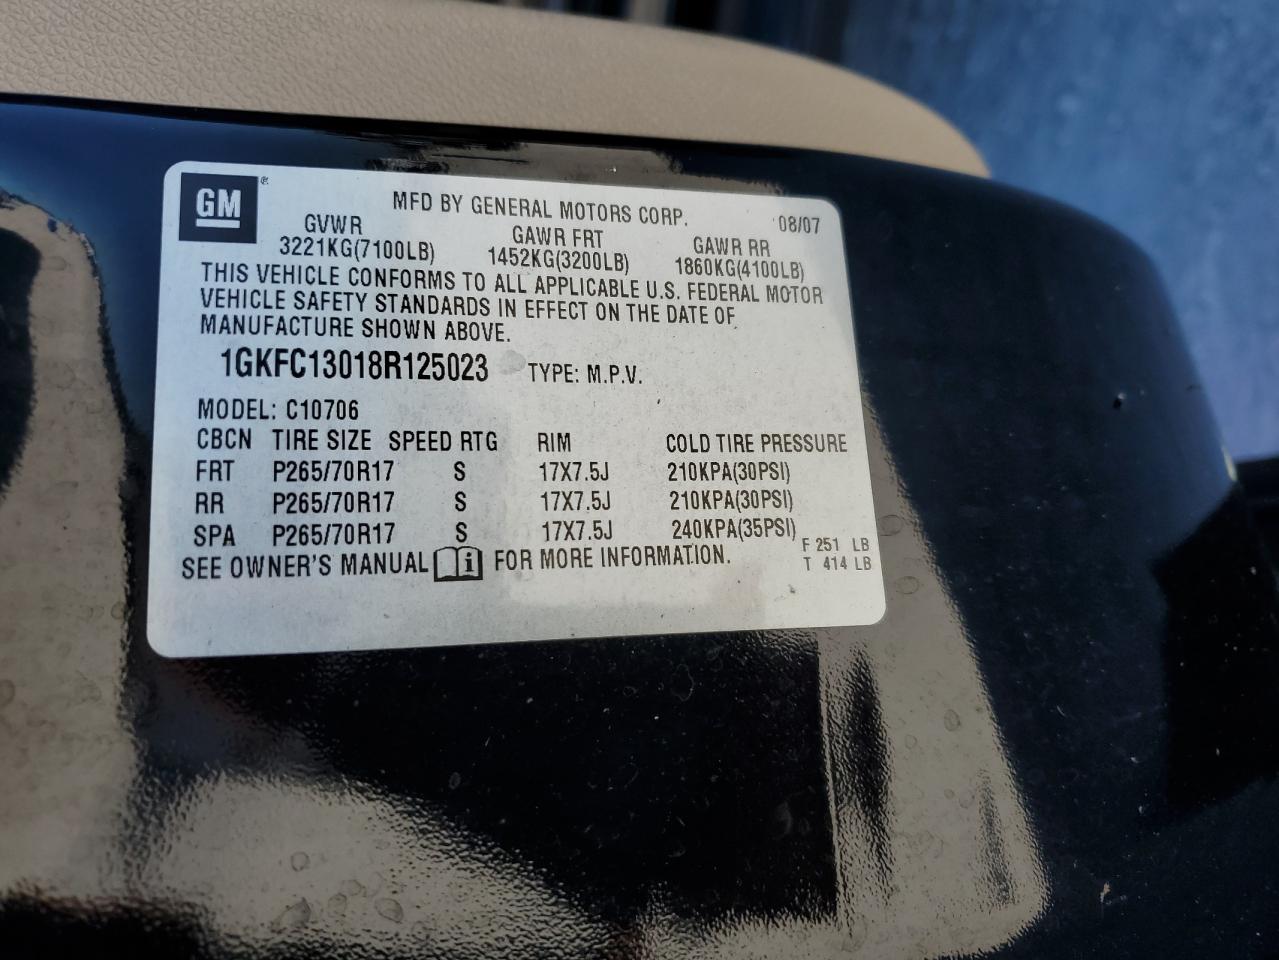 GM®
MFD BY GENERAL MOTORS CORP. 08/07
GVWR GAWR FRT GAWR RR
3221KG(7100LB) 1452KG(3200LB) 1860KG(4100LB)
THIS VEHICLE CONFORMS TO ALL APPLICABLE U.S. FEDERAL MOTOR
VEHICLE SAFETY STANDARDS IN EFFECT ON THE DATE OF
MANUFACTURE SHOWN ABOVE.
1GKFC13018R125023 TYPE: M.P.V.
MODEL: C10706
CBCN TIRE SIZE SPEED RTG RIM COLD TIRE PRESSURE
FRT P265/70R17 S 17X7.5J 210KPA(30PSI)
RR P265/70R17 S 17X7.5J 210KPA(30PSI)
SPA P265/70R17 S 17X7.5J 240KPA(35PSI)
SEE OWNER'S MANUAL i FOR MORE INFORMATION.
F 251 LB
T 414 LB